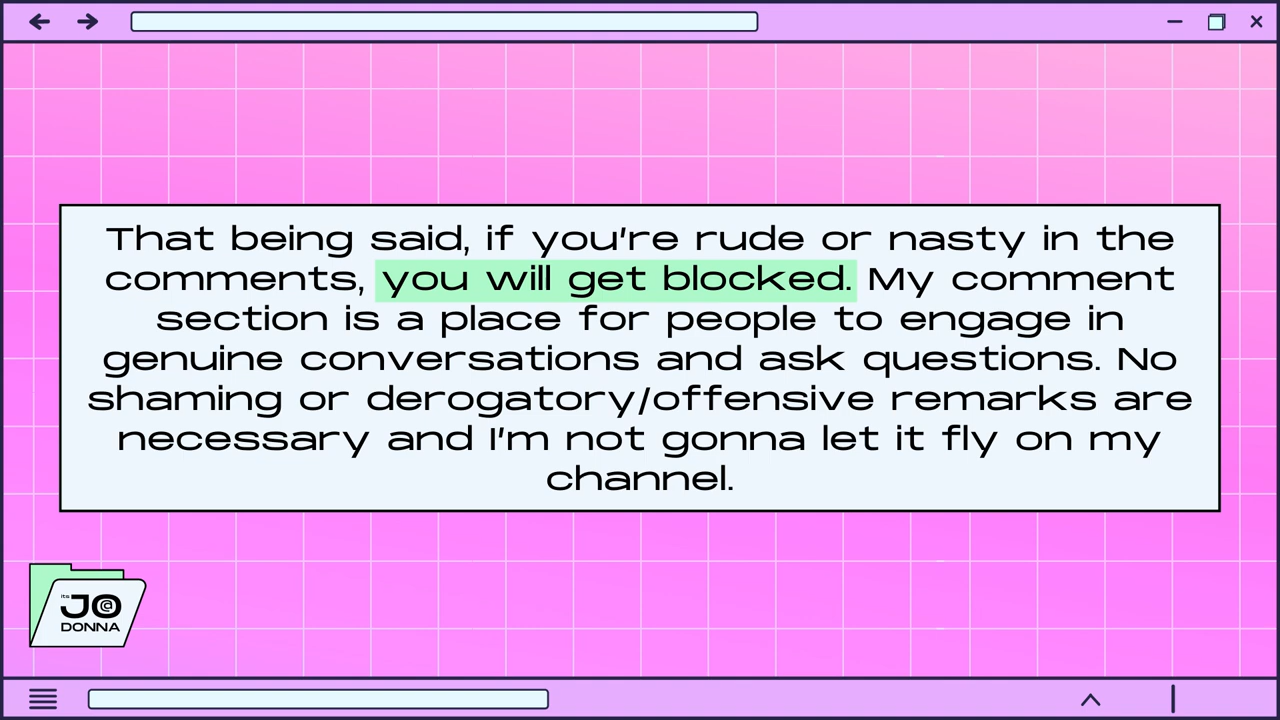 That being said, if you're rude or nasty in the
comments, you will get blocked. My comment
section is a place for people to engage in
genuine conversations and ask questions. No
shaming or derogatory/offensive remarks are
necessary and I'm not gonna let it fly on my
channel.
its JO
DONNA